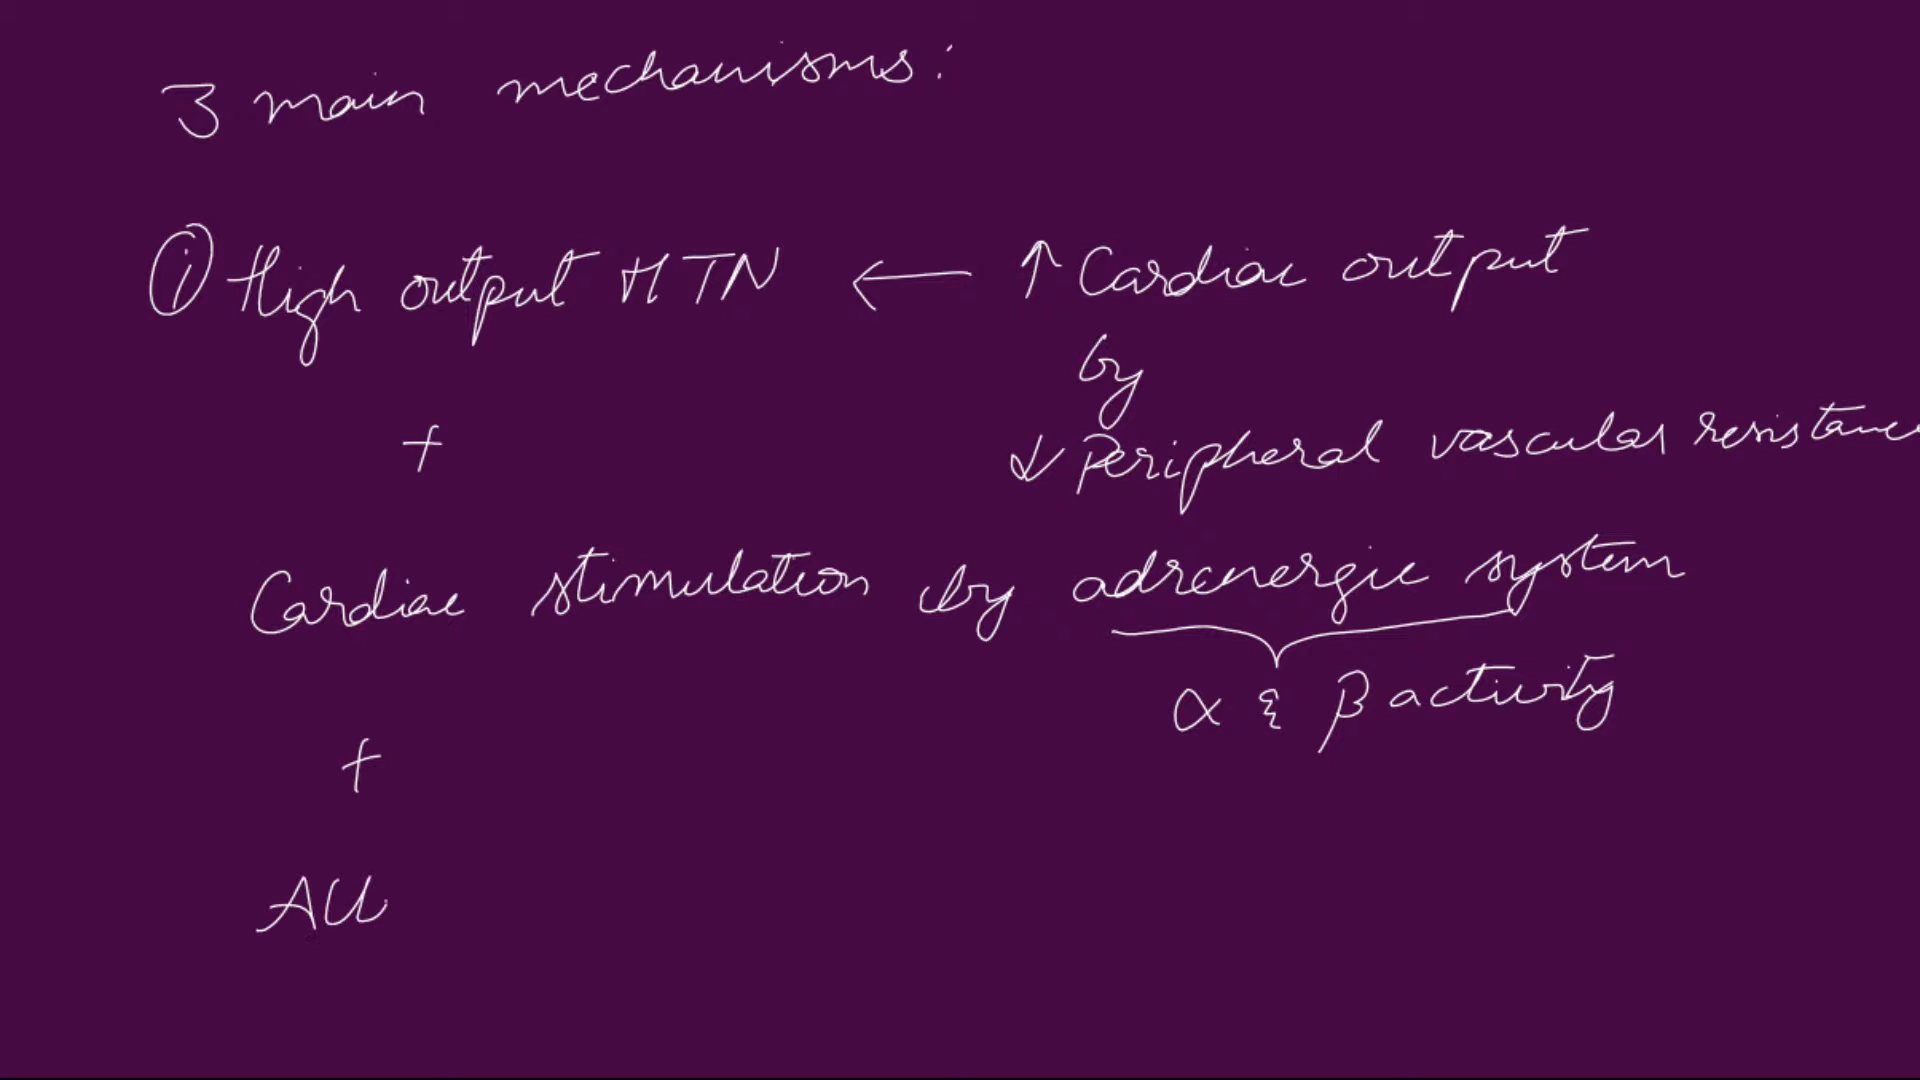 3 main mechanisms:
① High output HTN ← ↑ Cardiac output
by
+ ↓ Peripheral vascular resistance
Cardiac stimulation by adrenergic system
α & β activity
+